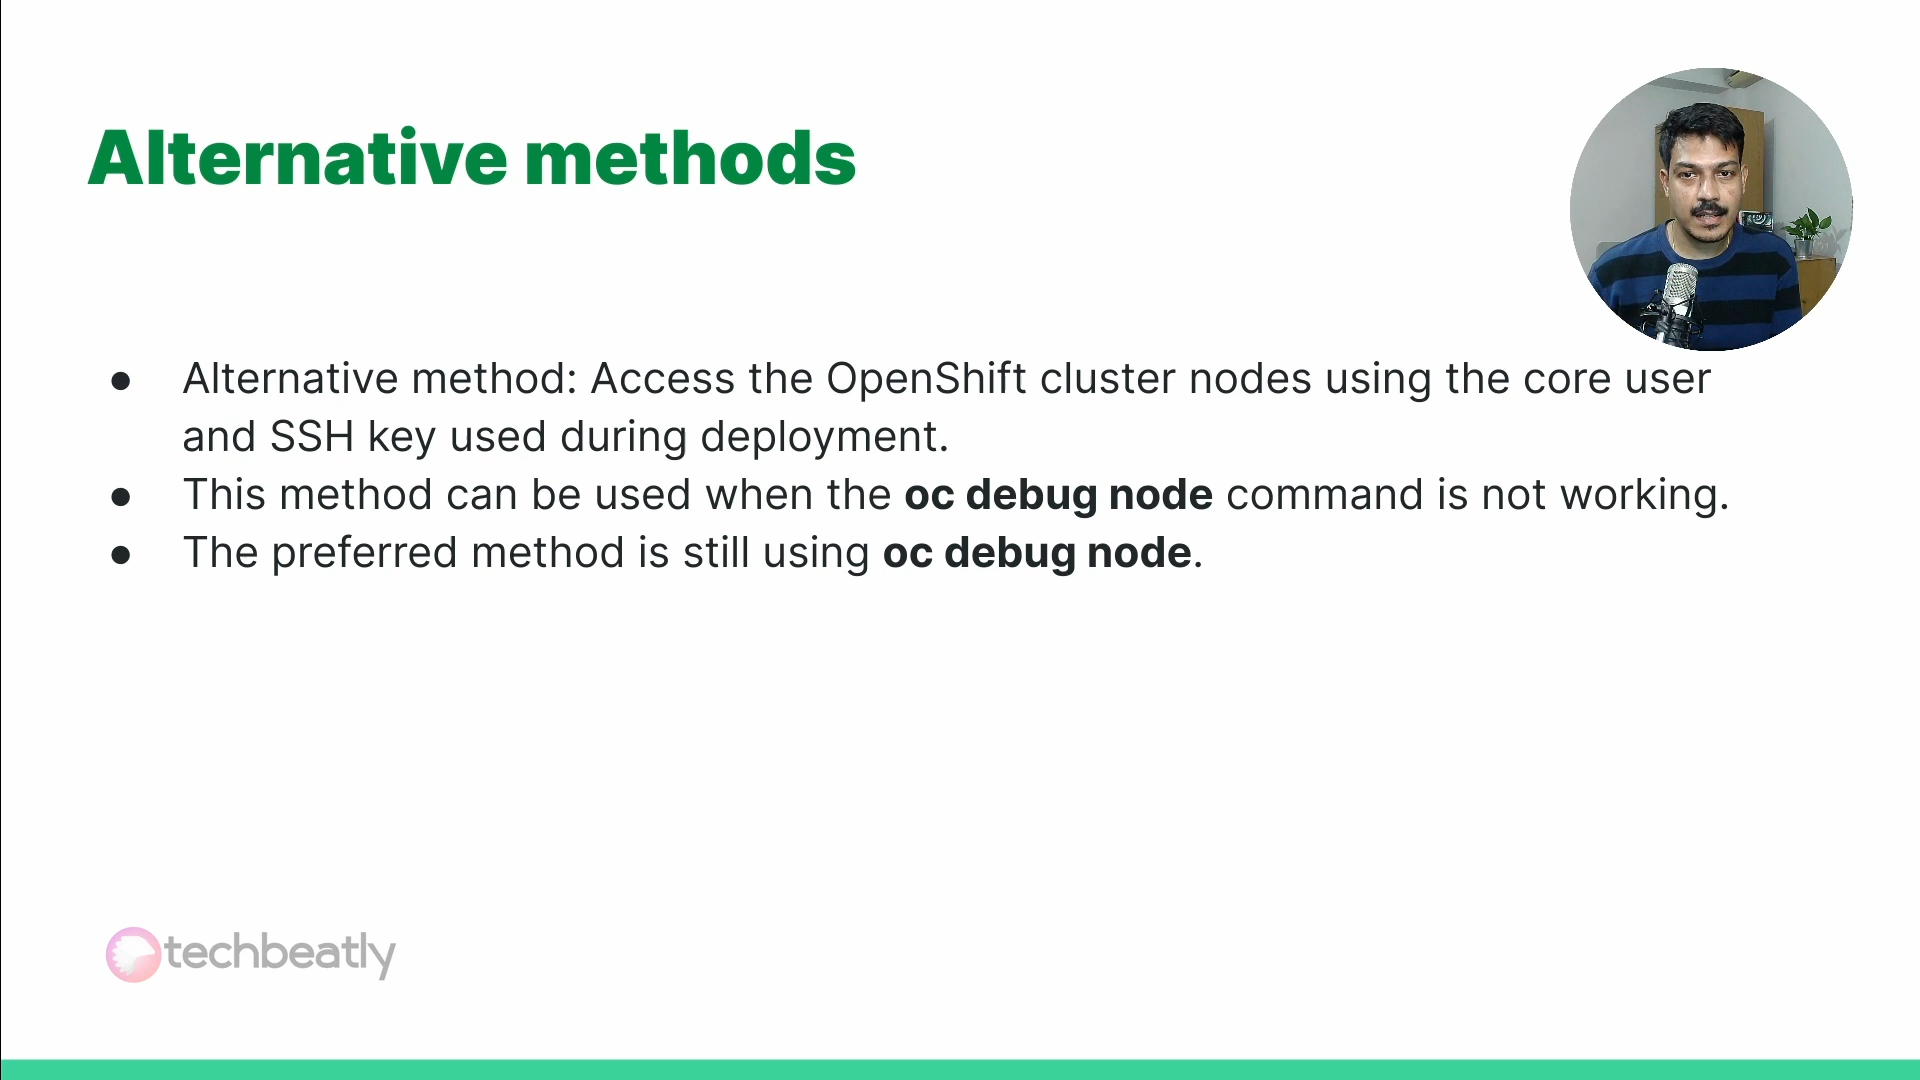 Alternative methods
● Alternative method: Access the OpenShift cluster nodes using the core user
and SSH key used during deployment.
● This method can be used when the oc debug node command is not working.
● The preferred method is still using oc debug node.
techbeatly